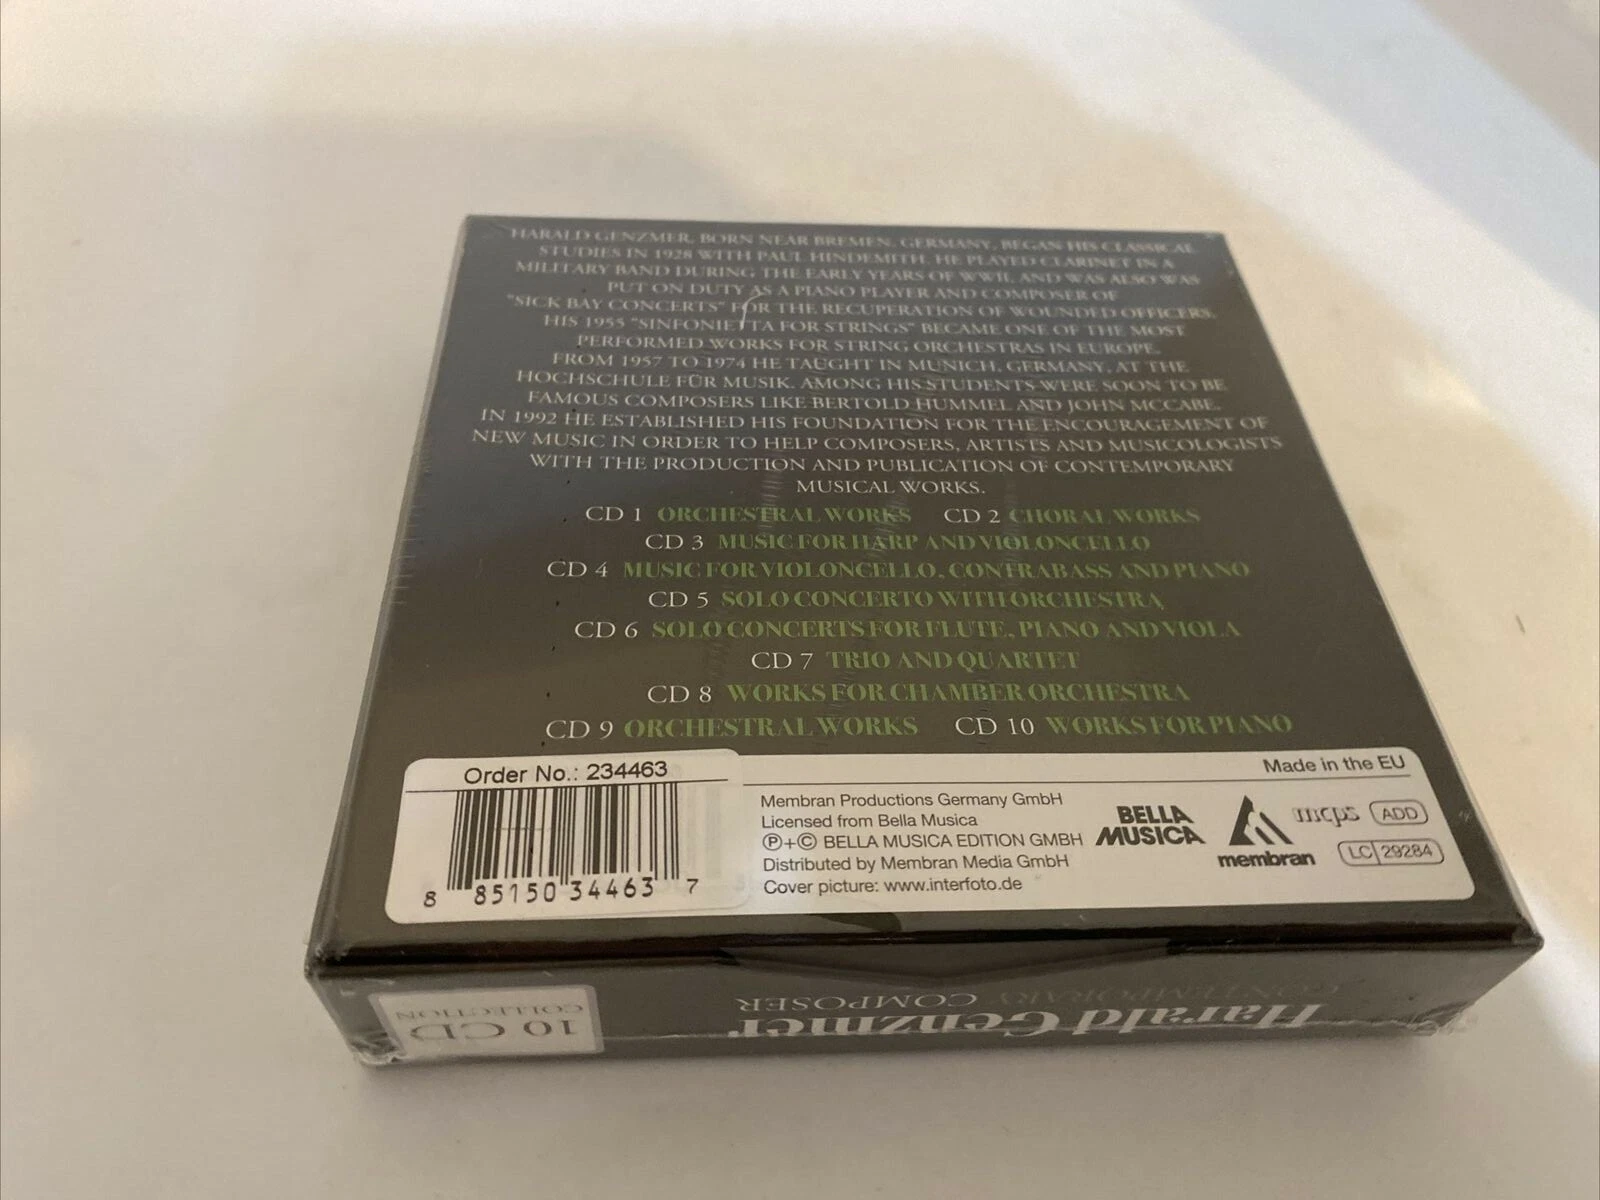 HARALD GENZMER, BORN NEAR BREMEN, GERMANY, BEGAN HIS CLASSICAL
STUDIES IN 1928 WITH PAUL HINDEMITH. HE PLAYED CLARINET IN A
MILITARY BAND DURING THE EARLY YEARS OF WWII, AND WAS ALSO WAS
PUT ON DUTY AS A PIANO PLAYER AND COMPOSER OF
"SICK BAY CONCERTS" FOR THE RECUPERATION OF WOUNDED OFFICERS.
HIS 1955 "SINFONIETTA FOR STRINGS" BECAME ONE OF THE MOST
PERFORMED WORKS FOR STRING ORCHESTRAS IN EUROPE.
FROM 1957 TO 1974 HE TAUGHT IN MUNICH, GERMANY, AT THE
HOCHSCHULE FÜR MUSIK. AMONG HIS STUDENTS WERE SOON TO BE
FAMOUS COMPOSERS LIKE BERTOLD HUMMEL AND JOHN MCCABE.
IN 1992 HE ESTABLISHED HIS FOUNDATION FOR THE ENCOURAGEMENT OF
NEW MUSIC IN ORDER TO HELP COMPOSERS, ARTISTS AND MUSICOLOGISTS
WITH THE PRODUCTION AND PUBLICATION OF CONTEMPORARY
MUSICAL WORKS.
CD 1 ORCHESTRAL WORKS CD 2 CHORAL WORKS
CD 3 MUSIC FOR HARP AND VIOLONCELLO
CD 4 MUSIC FOR VIOLONCELLO, CONTRABASS AND PIANO
CD 5 SOLO CONCERTO WITH ORCHESTRA
CD 6 SOLO CONCERTS FOR FLUTE, PIANO AND VIOLA
CD 7 TRIO AND QUARTET
CD 8 WORKS FOR CHAMBER ORCHESTRA
CD 9 ORCHESTRAL WORKS CD 10 WORKS FOR PIANO
Order No.: 234463
8 85150 34463 7
Made in the EU
Membran Productions Germany GmbH
Licensed from Bella Musica
Ⓟ+© BELLA MUSICA EDITION GMBH
Distributed by Membran Media GmbH
Cover picture: www.interfoto.de
BELLA
MUSICA
membran
mcps ADD
LC 29284
Harald Genzmer
CONTEMPORARY COMPOSER
10 CD
COLLECTION